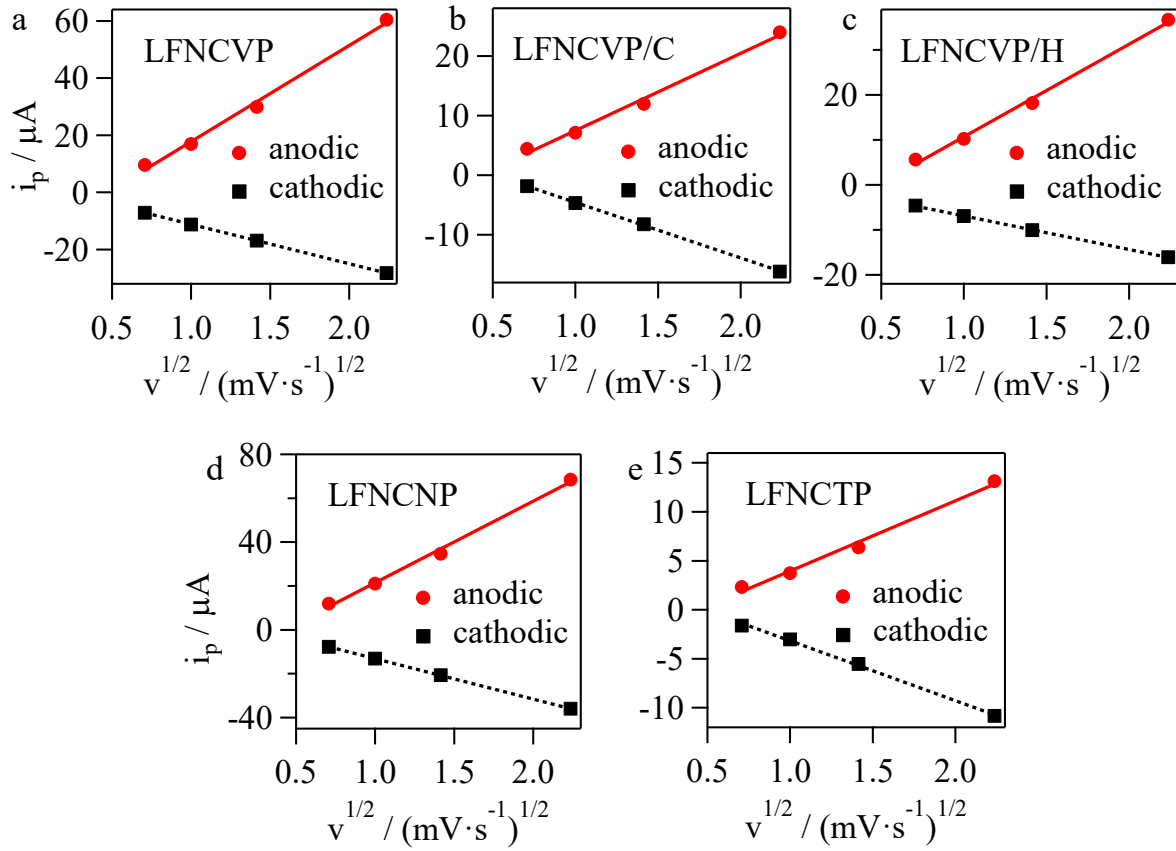 a
LFNCVP
60
40
20
0
-20
i_p / μA
anodic
cathodic
0.5 1.0 1.5 2.0
v^1/2 / (mV·s^-1)^1/2
b
LFNCVP/C
20
10
0
-10
anodic
cathodic
0.5 1.0 1.5 2.0
v^1/2 / (mV·s^-1)^1/2
c
LFNCVP/H
20
0
-20
anodic
cathodic
0.5 1.0 1.5 2.0
v^1/2 / (mV·s^-1)^1/2
d
LFNCNP
80
40
0
-40
i_p / μA
anodic
cathodic
0.5 1.0 1.5 2.0
v^1/2 / (mV·s^-1)^1/2
e
LFNCTP
15
10
5
0
-5
-10
i_p / μA
anodic
cathodic
0.5 1.0 1.5 2.0
v^1/2 / (mV·s^-1)^1/2